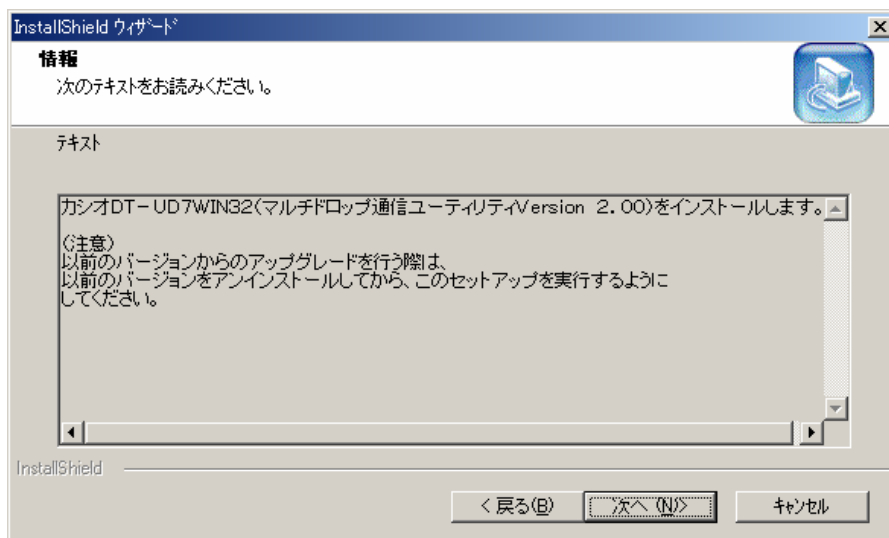 InstallShield ウィザード
情報
次のテキストをお読みください。
テキスト
カシオDT－UD7WIN32(マルチドロップ通信ユーティリティVersion 2.00)をインストールします。
(注意)
以前のバージョンからのアップグレードを行う際は、
以前のバージョンをアンインストールしてから、このセットアップを実行するように
してください。
InstallShield
< 戻る(B)
次へ (N)>
キャンセル